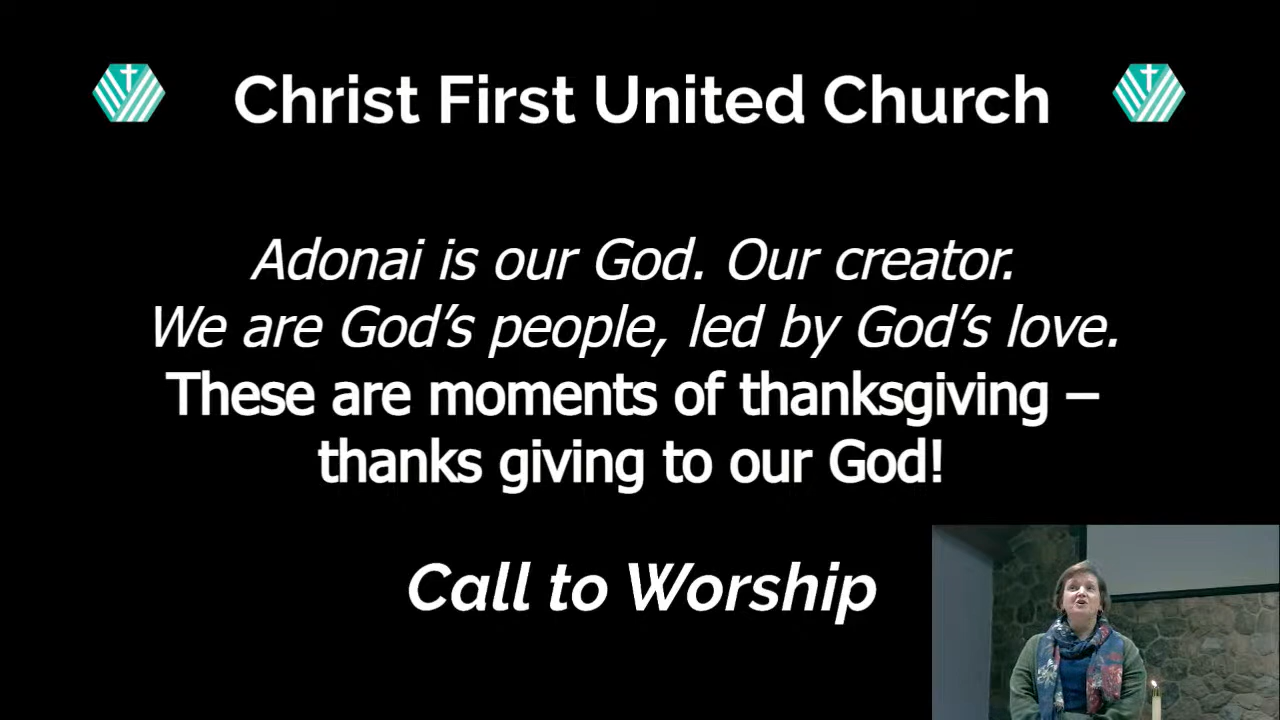 Christ First United Church
Adonai is our God. Our creator.
We are God's people, led by God's love.
These are moments of thanksgiving –
thanks giving to our God!
Call to Worship